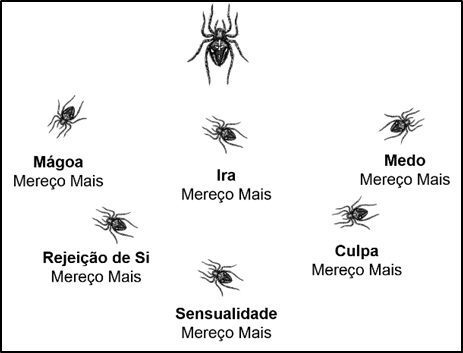 Mágoa
Mereço Mais
Ira
Mereço Mais
Medo
Mereço Mais
Rejeição de Si
Mereço Mais
Culpa
Mereço Mais
Sensualidade
Mereço Mais